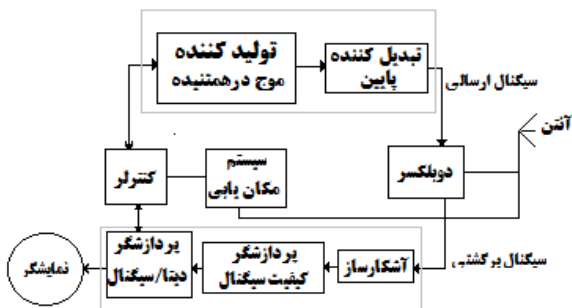 تولید کننده
موج درهمتنیده
تبدیل کننده
پایین
سیگنال ارسالی
آنتن
کنترلر
سیستم
مکان یابی
دوبلکسر
سیگنال برگشتی
آشکارساز
پردازشگر
کیفیت سیگنال
پردازشگر
دیتا/سیگنال
نمایشگر